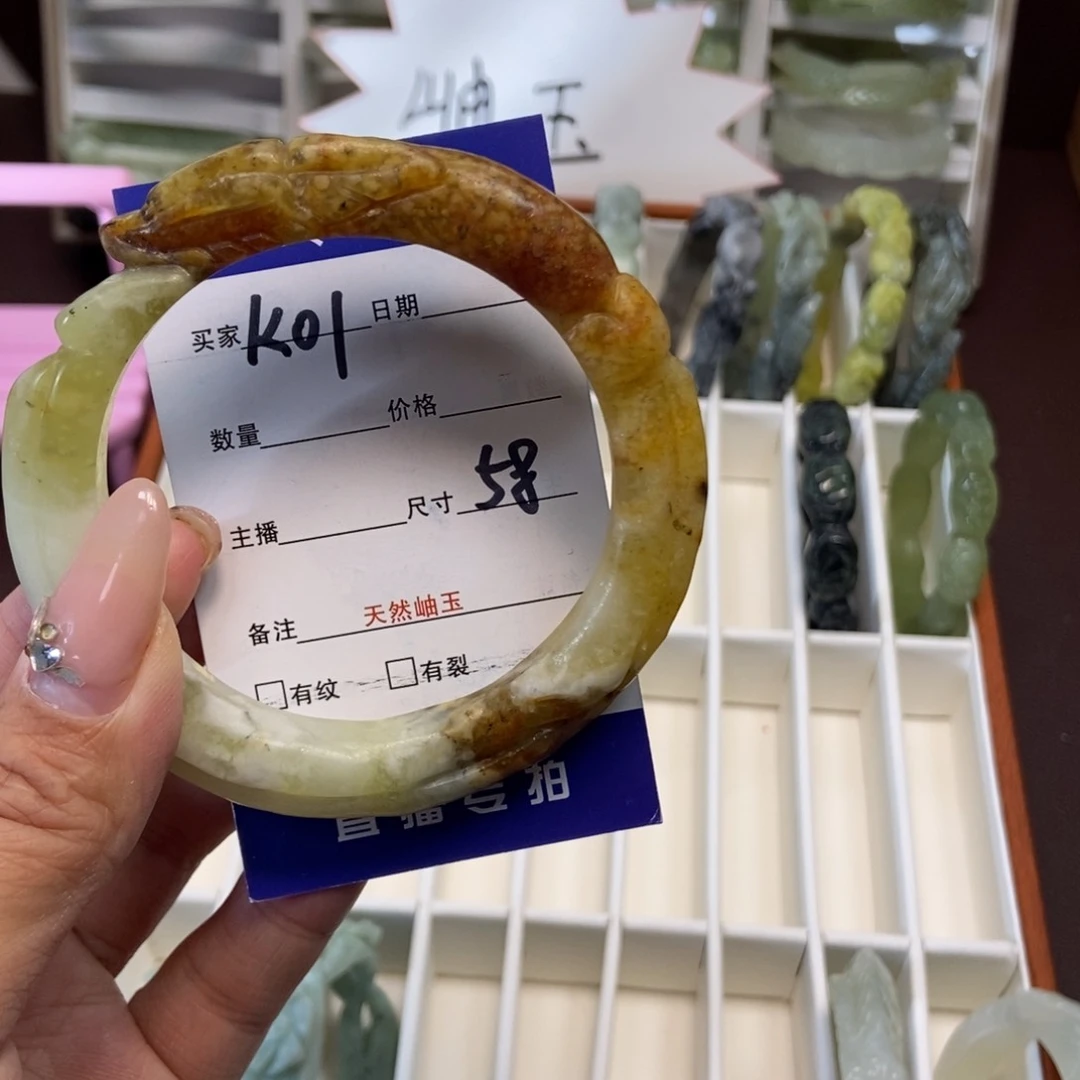 岫玉
买家 K01 日期
数量 价格
主播 尺寸 58
备注 天然岫玉
□有纹 □有裂
直播专拍